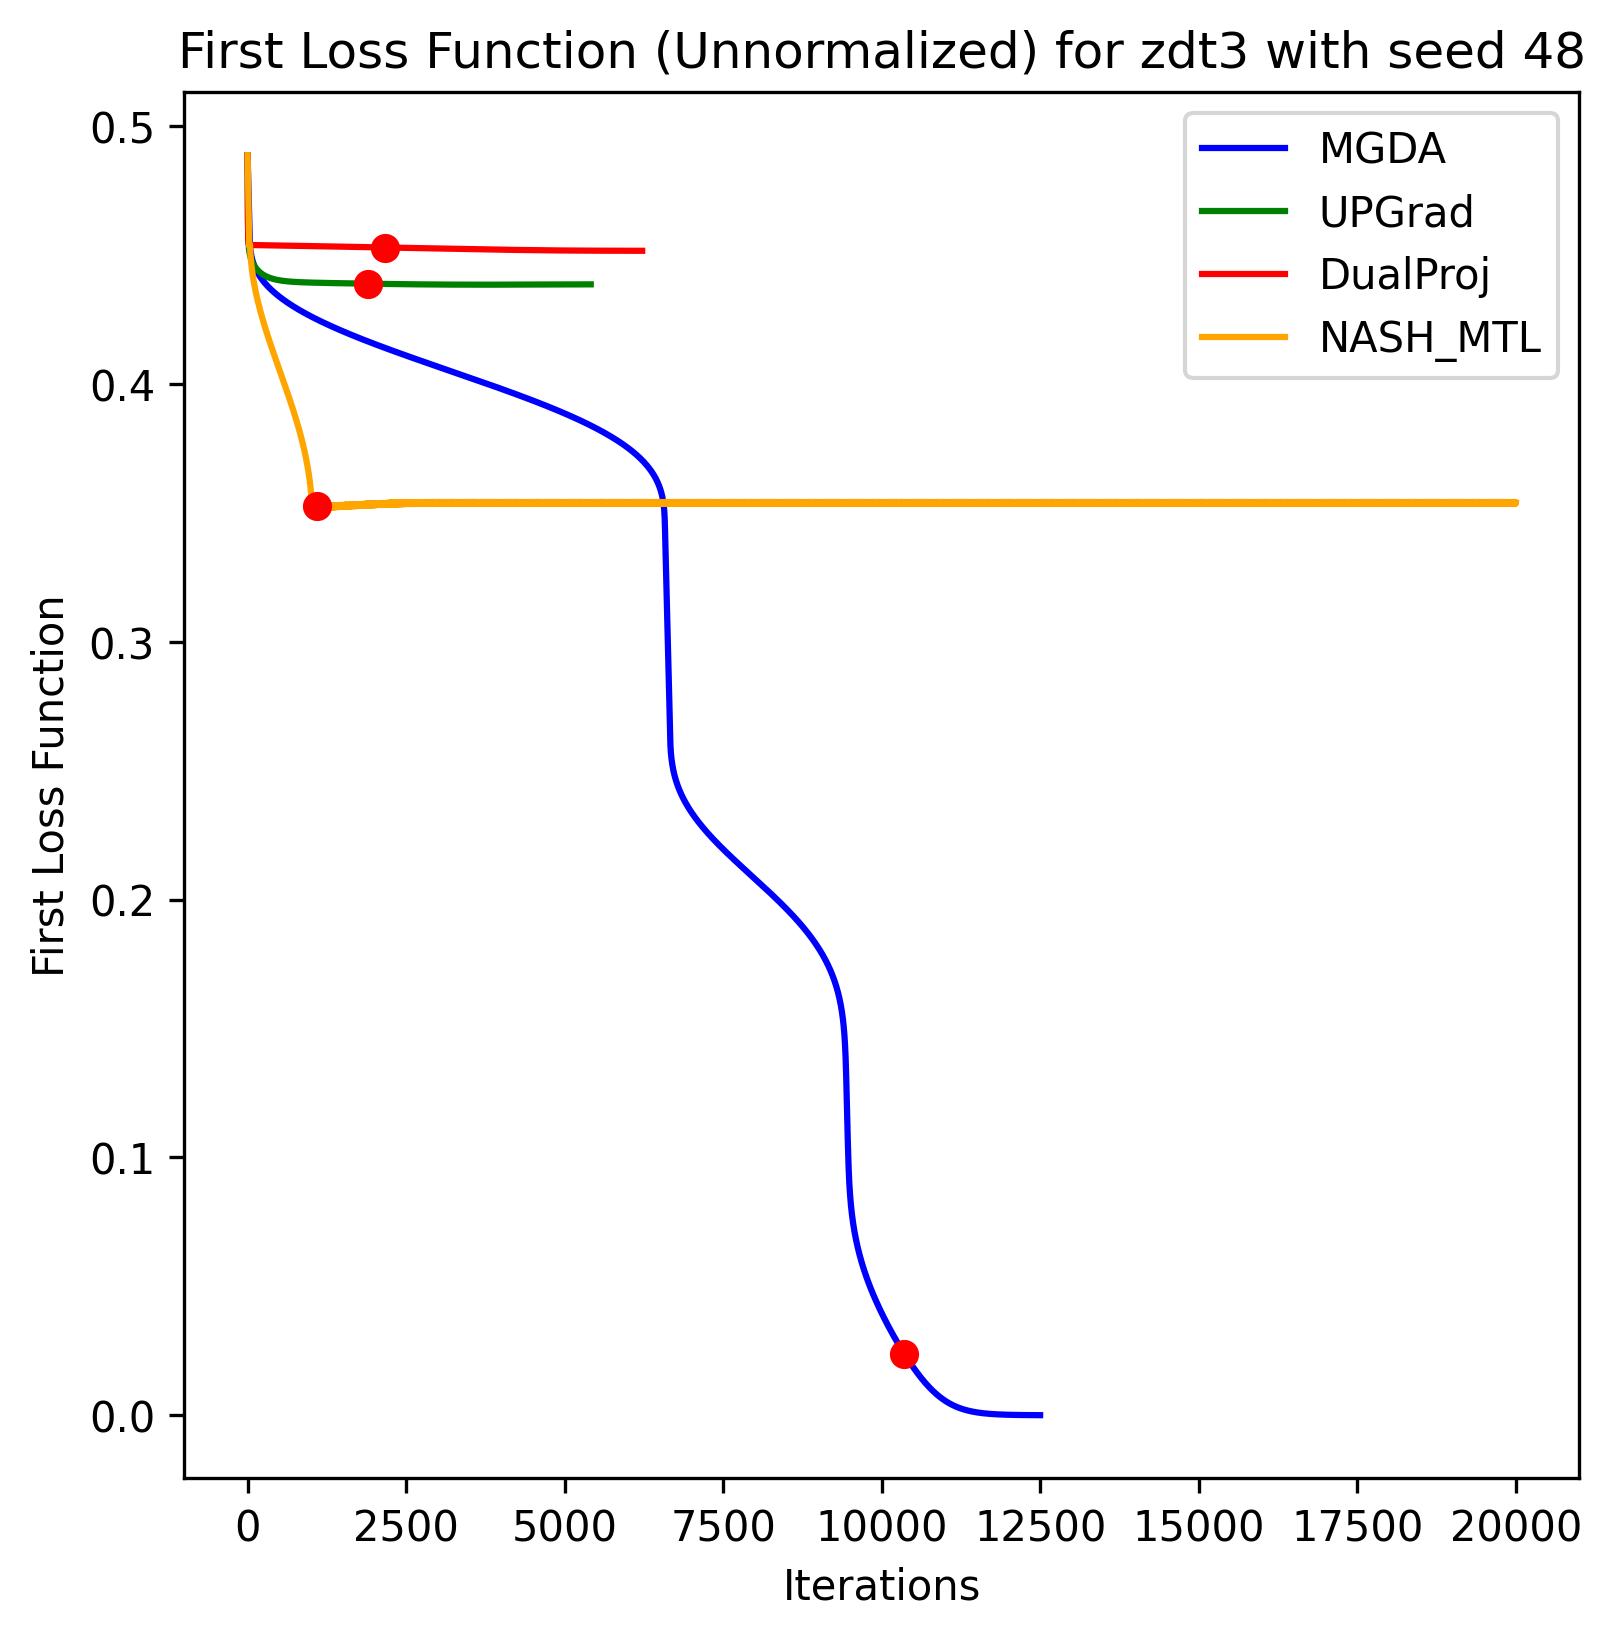 First Loss Function (Unnormalized) for zdt3 with seed 48
MGDA
UPGrad
DualProj
NASH_MTL
First Loss Function
0.5
0.4
0.3
0.2
0.1
0.0
0 2500 5000 7500 10000 12500 15000 17500 20000
Iterations